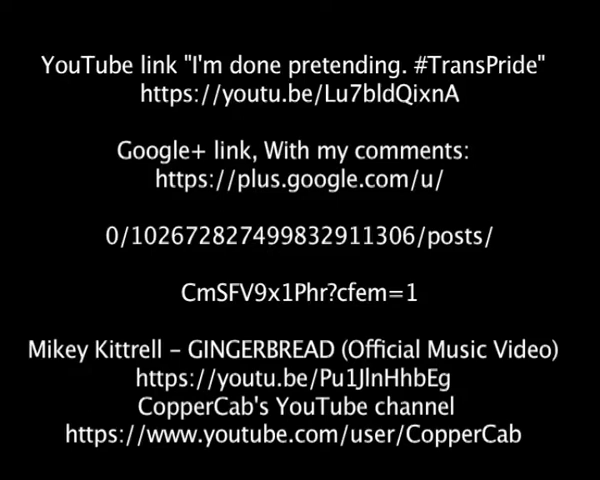 YouTube link "I'm done pretending. #TransPride"
https://youtu.be/Lu7bldQixnA
Google+ link, With my comments:
https://plus.google.com/u/
0/102672827499832911306/posts/
CmSFV9x1Phr?cfem=1
Mikey Kittrell - GINGERBREAD (Official Music Video)
https://youtu.be/Pu1JlnHhbEg
CopperCab's YouTube channel
https://www.youtube.com/user/CopperCab